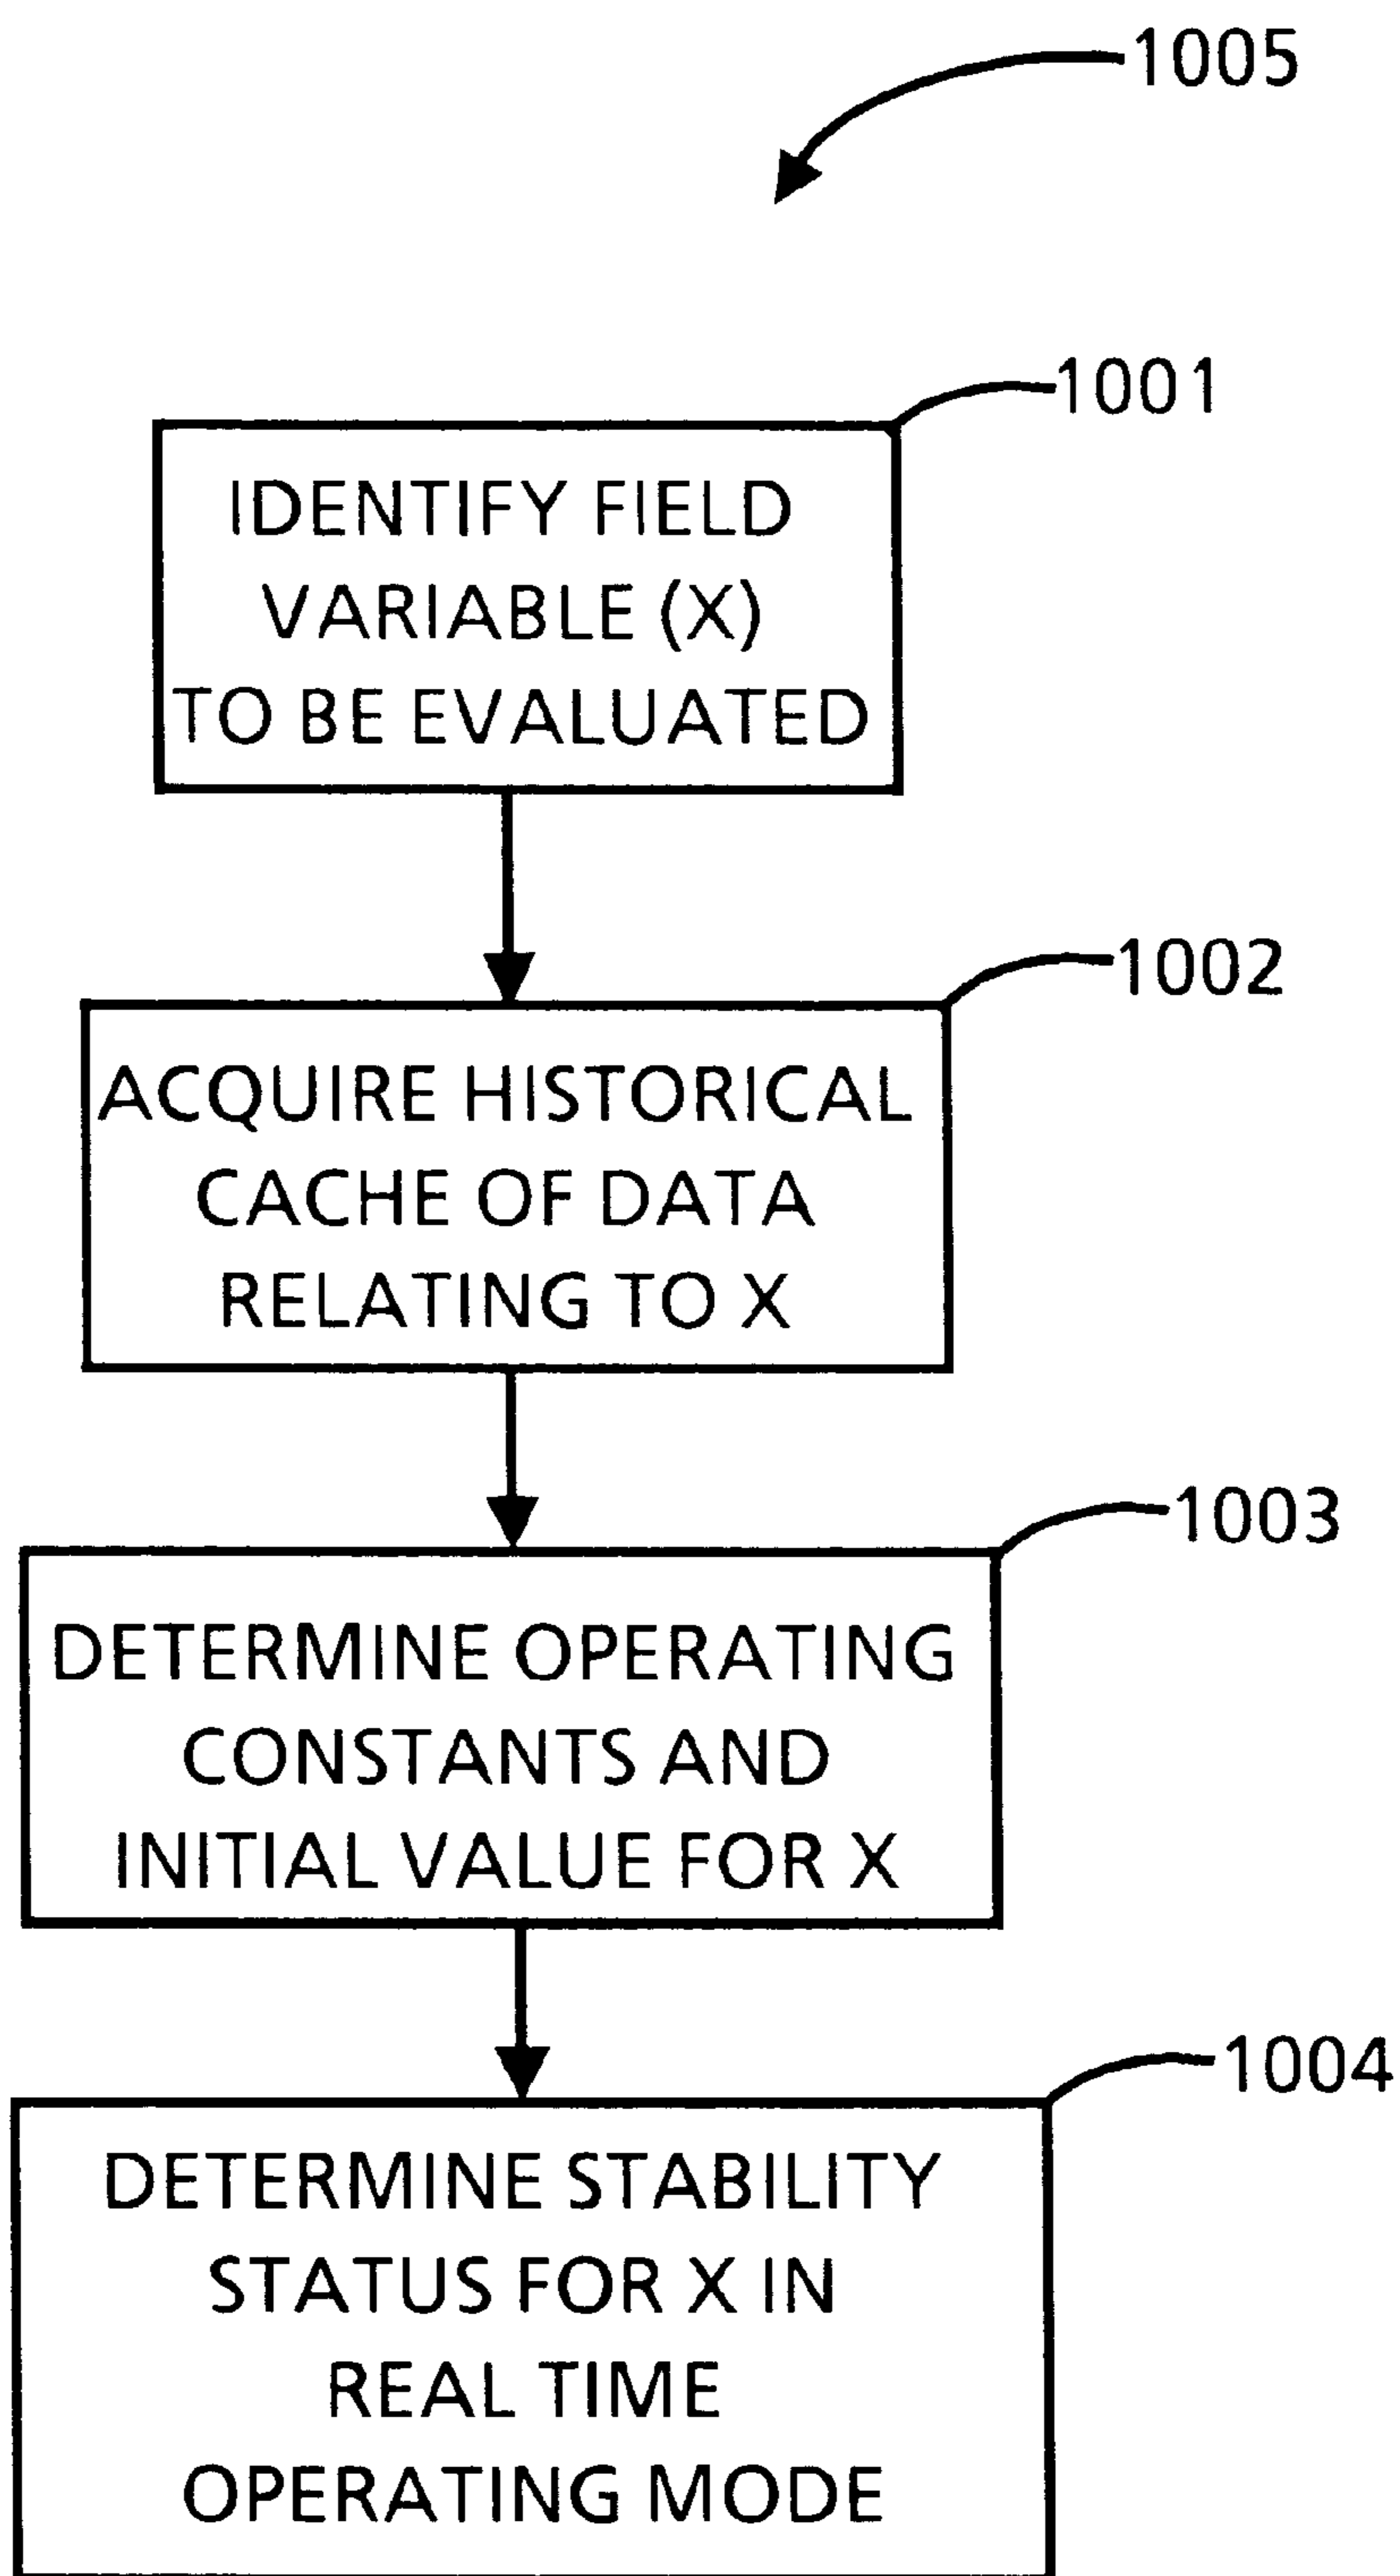 1005
1001
IDENTIFY FIELD
VARIABLE (X)
TO BE EVALUATED
1002
ACQUIRE HISTORICAL
CACHE OF DATA
RELATING TO X
1003
DETERMINE OPERATING
CONSTANTS AND
INITIAL VALUE FOR X
1004
DETERMINE STABILITY
STATUS FOR X IN
REAL TIME
OPERATING MODE